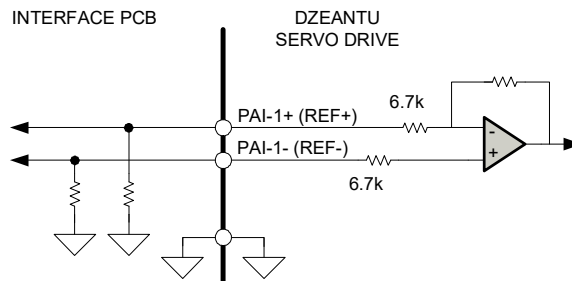 INTERFACE PCB
DZEANTU
SERVO DRIVE
PAI-1+ (REF+)
6.7k
PAI-1- (REF-)
6.7k
-
+